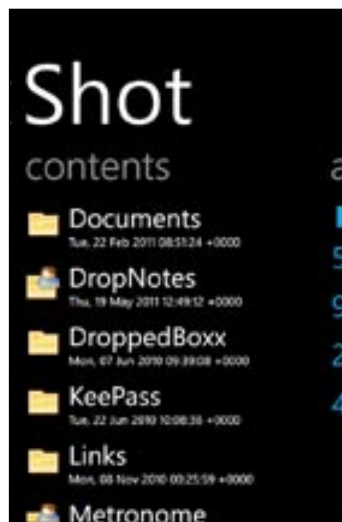 Shot
contents
Documents
Tue, 22 Feb 2011 08:51:24 +0000
DropNotes
Thu, 19 May 2011 12:49:12 +0000
DroppedBoxx
Mon, 07 Jun 2010 09:39:08 +0000
KeePass
Tue, 22 Jun 2010 10:08:36 +0000
Links
Mon, 08 Nov 2010 00:25:59 +0000
Metronome